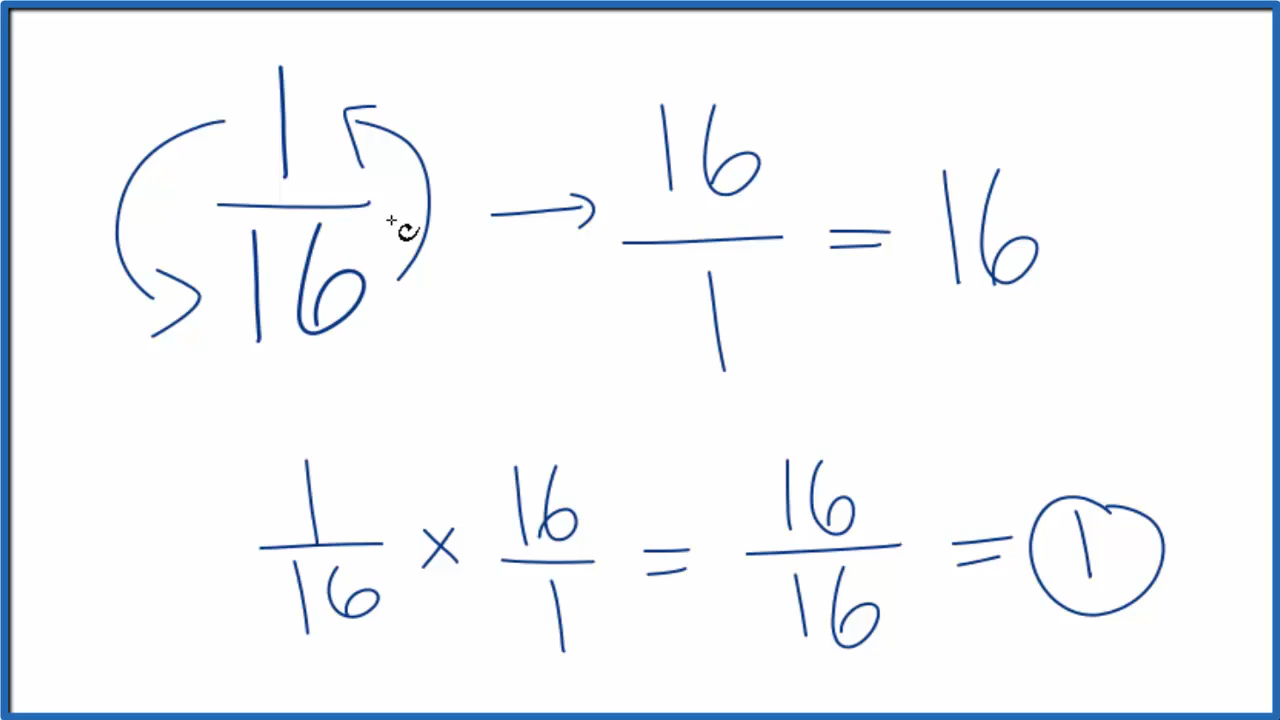 1/16 → 16/1 = 16
1/16 × 16/1 = 16/16 = 1